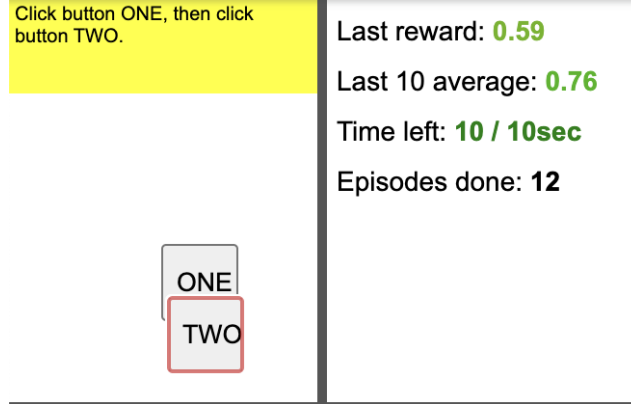 Click button ONE, then click
button TWO.
Last reward: 0.59
Last 10 average: 0.76
Time left: 10 / 10sec
Episodes done: 12
ONE
TWO